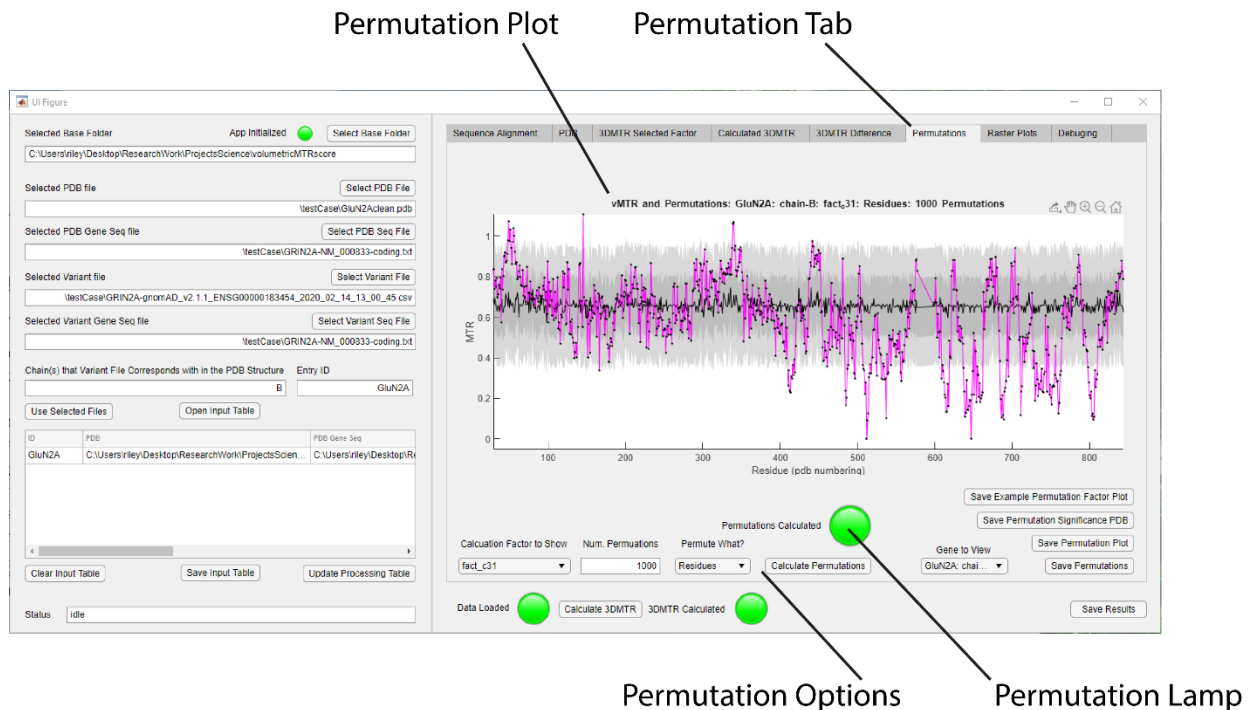 Permutation Plot
Permutation Tab
UI Figure
Selected Base Folder
App Initialized
Select Base Folder
C:\Users\riley\Desktop\ResearchWork\ProjectsScience\volumetricMTRscore
Selected PDB file
Select PDB File
\testCase\GluN2Aclean.pdb
Selected PDB Gene Seq file
Select PDB Seq File
\testCase\GRIN2A-NM_000833-coding.txt
Selected Variant file
Select Variant File
\testCase\GRIN2A-gnomAD_v2.1.1_ENSG00000183454_2020_02_14_13_00_45.csv
Selected Variant Gene Seq file
Select Variant Seq File
\testCase\GRIN2A-NM_000833-coding.txt
Chain(s) that Variant File Corresponds with in the PDB Structure
Entry ID
B
GluN2A
Use Selected Files
Open Input Table
ID
PDB
PDB Gene Seq
GluN2A
C:\Users\riley\Desktop\ResearchWork\ProjectsScien...
C:\Users\riley\Desktop\Re
Clear Input Table
Save Input Table
Update Processing Table
Status
idle
Sequence Alignment
PDB
3DMTR Selected Factor
Calculated 3DMTR
3DMTR Difference
Permutations
Raster Plots
Debuging
vMTR and Permutations: GluN2A: chain-B: fact_c31: Residues: 1000 Permutations
1
0.8
0.6
0.4
0.2
0
MTR
100
200
300
400
500
600
700
800
Residue (pdb numbering)
Save Example Permutation Factor Plot
Permutations Calculated
Save Permutation Significance PDB
Save Permutation Plot
Calcuation Factor to Show
Num. Permuations
Permute What?
Gene to View
fact_c31
1000
Residues
Calculate Permutations
GluN2A: chai...
Save Permutations
Data Loaded
Calculate 3DMTR
3DMTR Calculated
Save Results
Permutation Options
Permutation Lamp